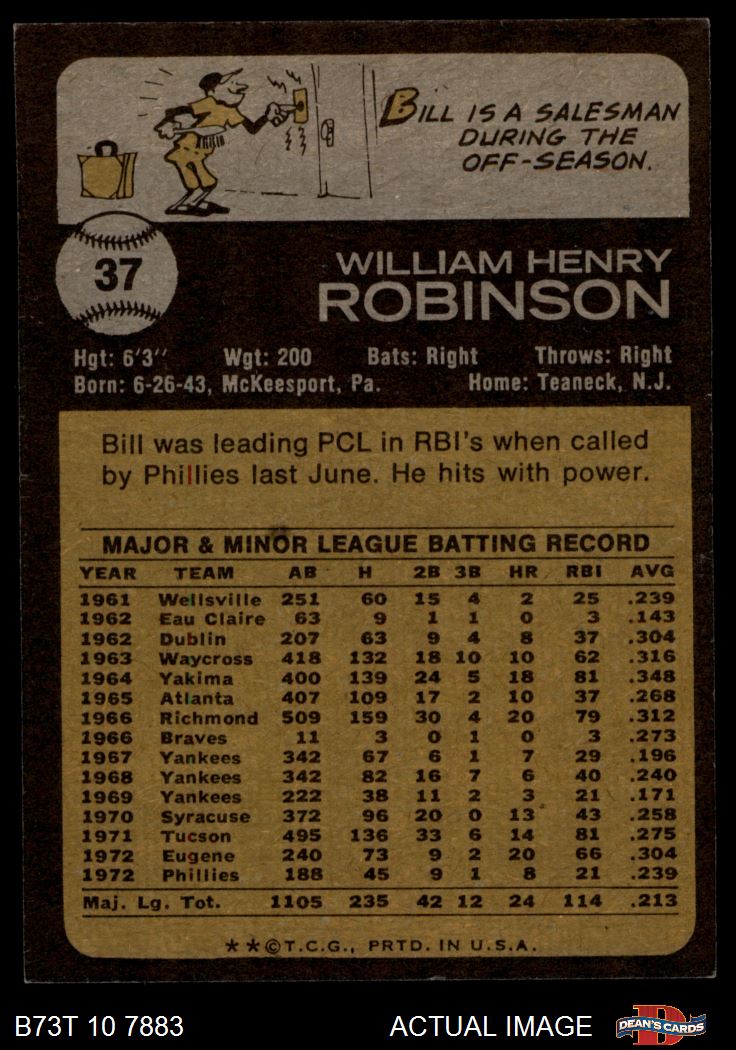 BILL IS A SALESMAN
DURING THE
OFF-SEASON.
37
WILLIAM HENRY
ROBINSON
Hgt: 6'3" Wgt: 200 Bats: Right Throws: Right
Born: 6-26-43, McKeesport, Pa. Home: Teaneck, N.J.
Bill was leading PCL in RBI's when called
by Phillies last June. He hits with power.
MAJOR & MINOR LEAGUE BATTING RECORD
YEAR TEAM AB H 2B 3B HR RBI AVG
1961 Wellsville 251 60 15 4 2 25 .239
1962 Eau Claire 63 9 1 1 0 3 .143
1962 Dublin 207 63 9 4 8 37 .304
1963 Waycross 418 132 18 10 10 62 .316
1964 Yakima 400 139 24 5 18 81 .348
1965 Atlanta 407 109 17 2 10 37 .268
1966 Richmond 509 159 30 4 20 79 .312
1966 Braves 11 3 0 1 0 3 .273
1967 Yankees 342 67 6 1 7 29 .196
1968 Yankees 342 82 16 7 6 40 .240
1969 Yankees 222 38 11 2 3 21 .171
1970 Syracuse 372 96 20 0 13 43 .258
1971 Tucson 495 136 33 6 14 81 .275
1972 Eugene 240 73 9 2 20 66 .304
1972 Phillies 188 45 9 1 8 21 .239
Maj. Lg. Tot. 1105 235 42 12 24 114 .213
**©T.C.G., PRTD. IN U.S.A.
B73T 10 7883 ACTUAL IMAGE D DEAN'S CARDS